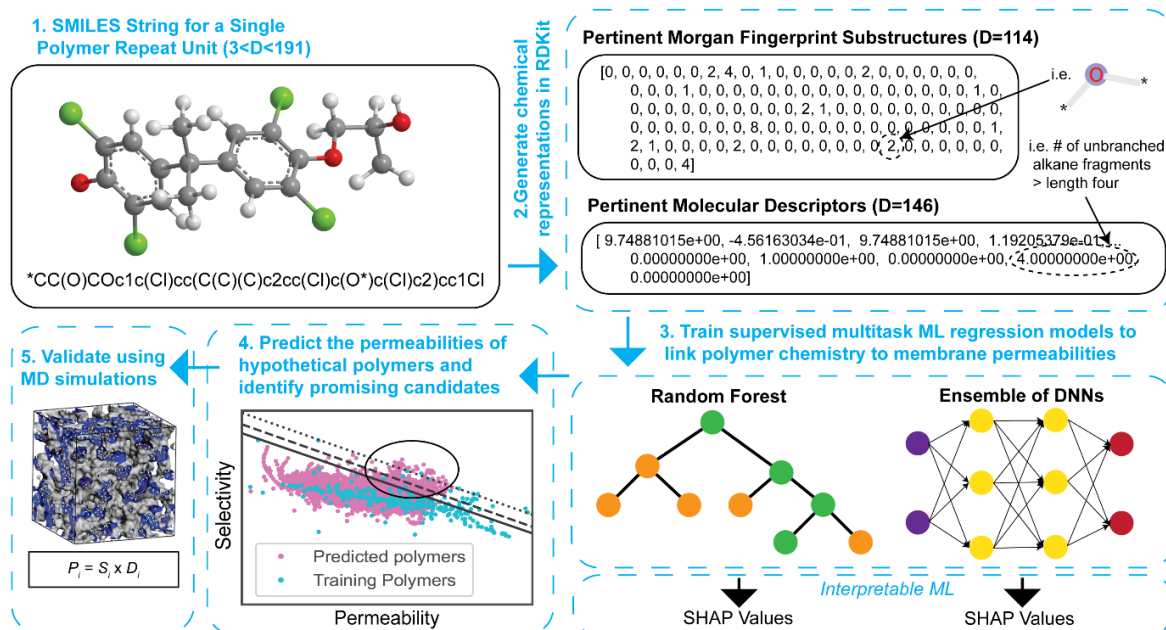 1. SMILES String for a Single
Polymer Repeat Unit (3<D<191)
*CC(O)COc1c(Cl)cc(C(C)(C)c2cc(Cl)c(O*)c(Cl)c2)cc1Cl
2.Generate chemical
representations in RDKit
Pertinent Morgan Fingerprint Substructures (D=114)
[0, 0, 0, 0, 0, 0, 2, 4, 0, 1, 0, 0, 0, 0, 0, 2, 0, 0, 0, 0, 0, 0,
0, 0, 0, 1, 0, 0, 0, 0, 0, 0, 0, 0, 0, 0, 0, 0, 0, 0, 0, 1, 0,
0, 0, 0, 0, 0, 0, 0, 0, 0, 0, 2, 1, 0, 0, 0, 0, 0, 0, 0, 0,
0, 0, 0, 0, 0, 0, 8, 0, 0, 0, 0, 0, 0, 0, 0, 0, 0, 0, 0, 1,
2, 1, 0, 0, 0, 0, 2, 0, 0, 0, 0, 0, 0, 0, 0, 2, 0, 0, 0, 0, 0, 0, 0,
0, 0, 0, 4]
i.e.
O
*
*
i.e. # of unbranched
alkane fragments
> length four
Pertinent Molecular Descriptors (D=146)
[ 9.74881015e+00, -4.56163034e-01, 9.74881015e+00, 1.19205379e-01, ...
0.00000000e+00, 1.00000000e+00, 0.00000000e+00, 4.00000000e+00,
0.00000000e+00]
3. Train supervised multitask ML regression models to
link polymer chemistry to membrane permeabilities
Random Forest
Ensemble of DNNs
Interpretable ML
SHAP Values
SHAP Values
4. Predict the permeabilities of
hypothetical polymers and
identify promising candidates
Selectivity
Predicted polymers
Training Polymers
Permeability
5. Validate using
MD simulations
Pi = Si x Di